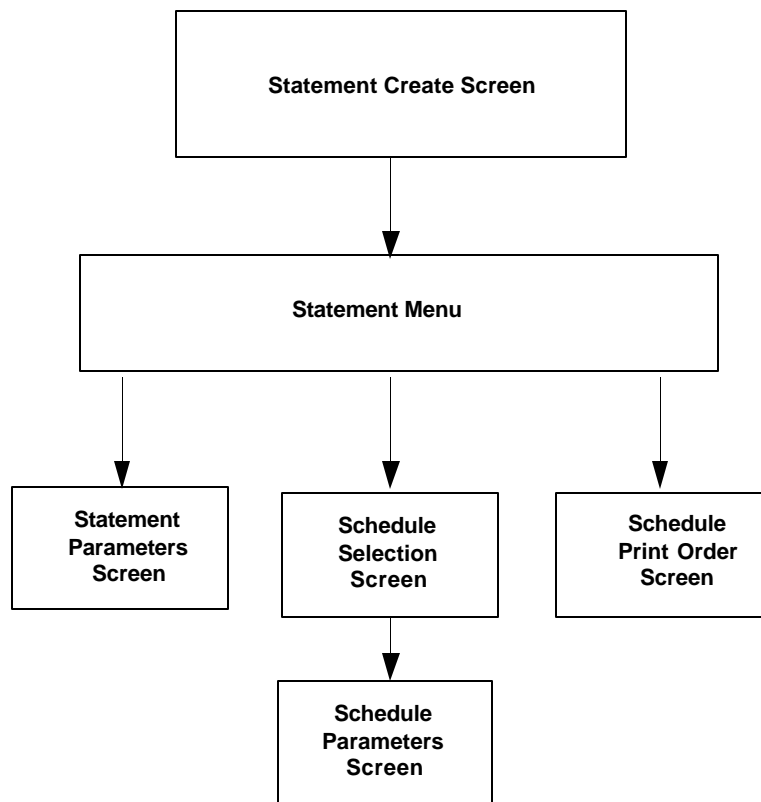 Statement Create Screen
Statement Menu
Statement
Parameters
Screen
Schedule
Selection
Screen
Schedule
Print Order
Screen
Schedule
Parameters
Screen